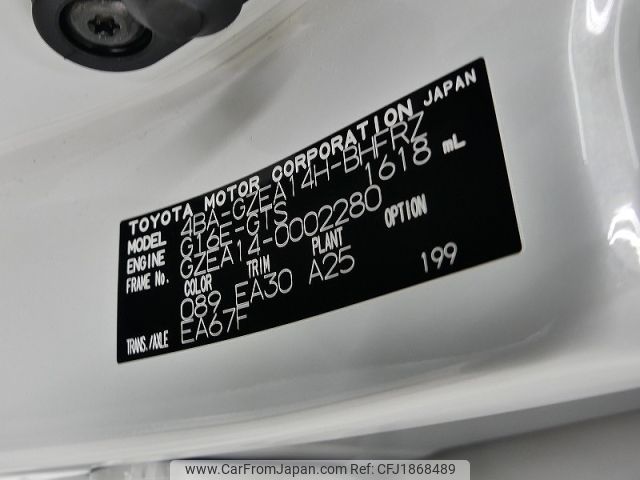 TOYOTA MOTOR CORPORATION JAPAN
MODEL 4BA-GZEA14H-BHFRZ
ENGINE G16E-GTS 1618 mL
FRAME No. GZEA14-0002280
COLOR TRIM PLANT OPTION
089 EA30 A25 199
TRANS./AXLE EA67F
www.CarFromJapan.com | Ref No: CFJ1868489